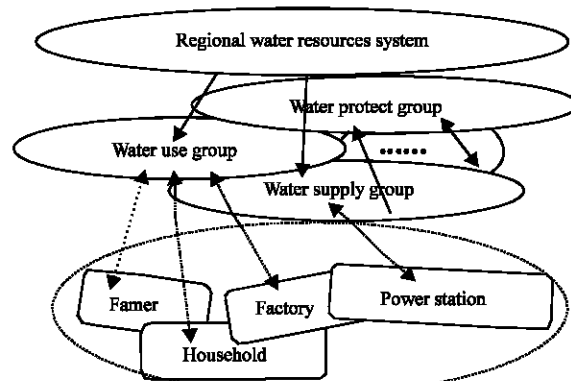 Regional water resources system
Water protect group
Water use group
......
Water supply group
Famer
Factory
Power station
Household